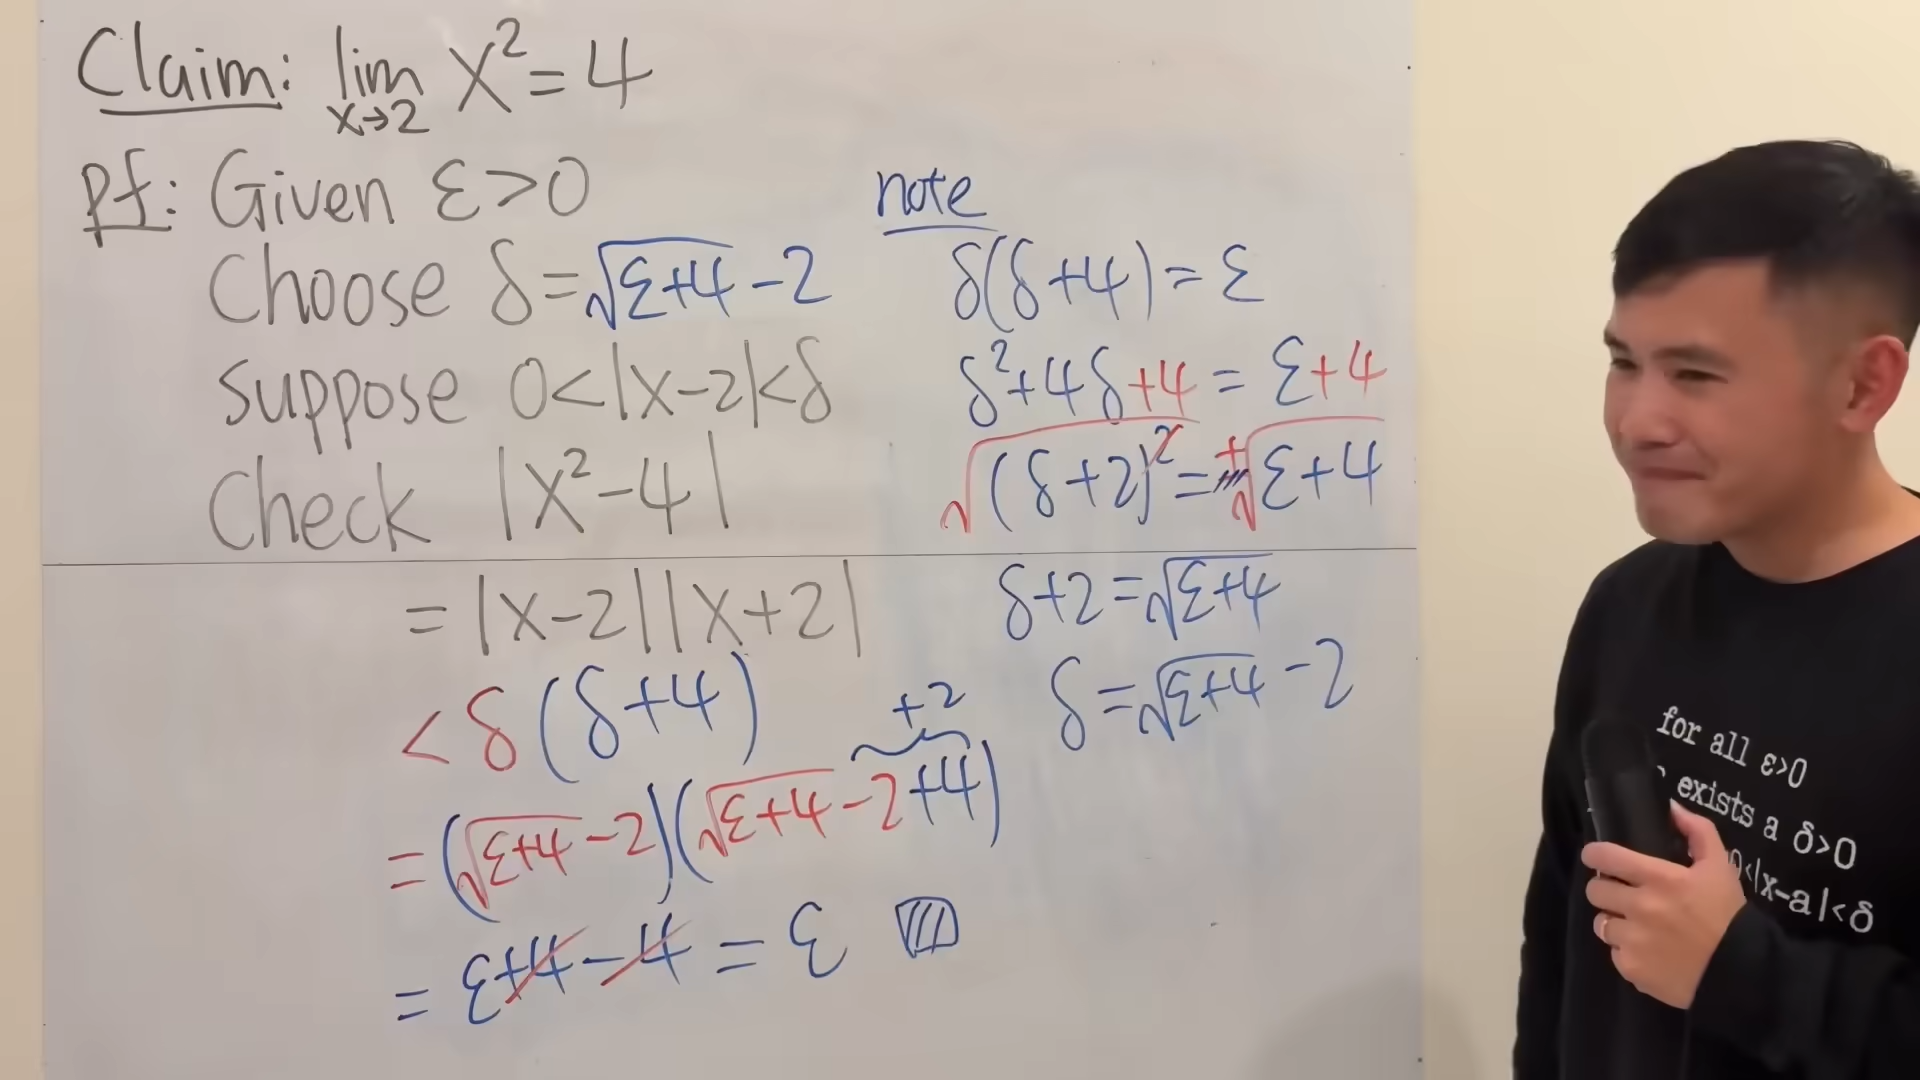 Claim: lim x→2 x² = 4
pf: Given ε>0
Choose δ = √(ε+4) - 2
suppose 0<|x-2|<δ
Check |x²-4|
= |x-2||x+2|
< δ(δ+4)
+2
= (√(ε+4) - 2)(√(ε+4) - 2 + 4)
= ε+4-4 = ε
note
δ(δ+4) = ε
δ²+4δ+4 = ε+4
√(δ+2)² = +√(ε+4)
δ+2 = √(ε+4)
δ = √(ε+4) - 2
for all ε>0
exists a δ>0
0<|x-a|<δ